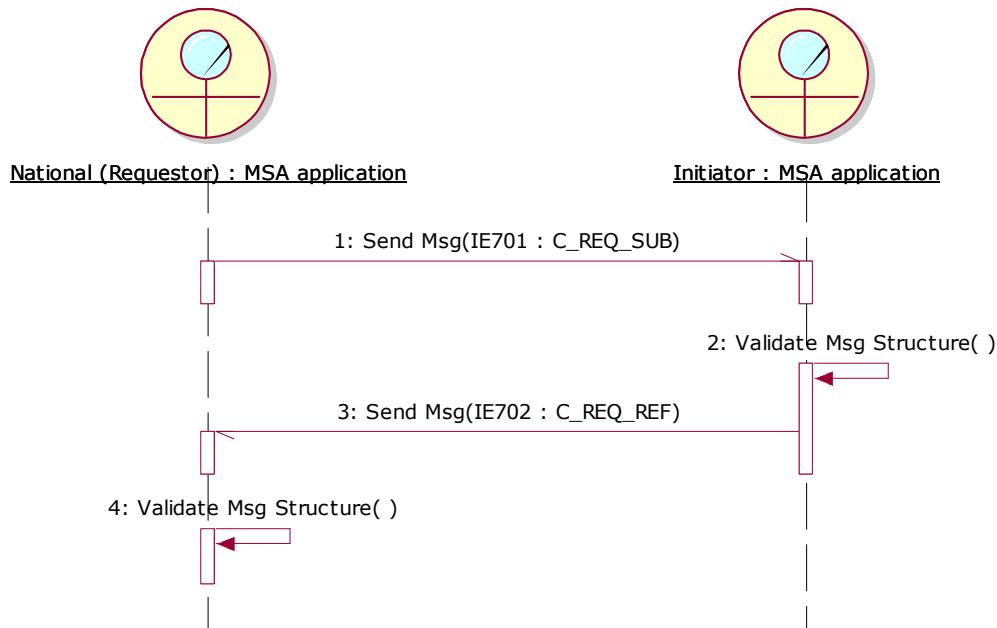 National (Requestor) : MSA application
Initiator : MSA application
1: Send Msg(IE701 : C_REQ_SUB)
2: Validate Msg Structure( )
3: Send Msg(IE702 : C_REQ_REF)
4: Validate Msg Structure( )